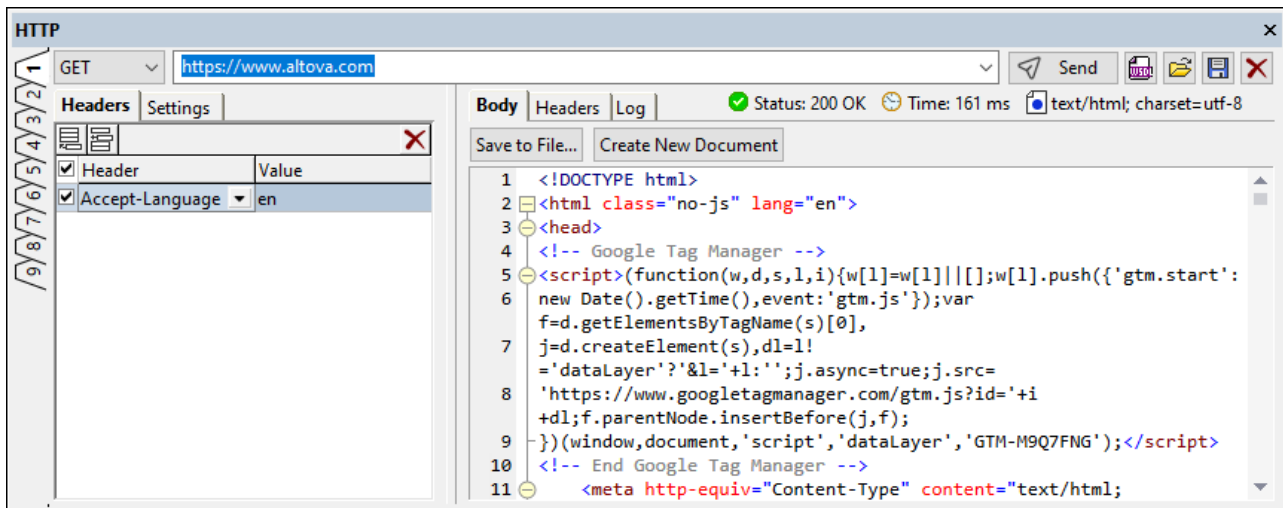 HTTP
GET https://www.altova.com Send WSDL
1
2
3
4
5
6
7
8
9
Headers Settings
Header Value
Accept-Language en
Body Headers Log Status: 200 OK Time: 161 ms text/html; charset=utf-8
Save to File... Create New Document
1 <!DOCTYPE html>
2 <html class="no-js" lang="en">
3 <head>
4 <!-- Google Tag Manager -->
5 <script>(function(w,d,s,l,i){w[l]=w[l]||[];w[l].push({'gtm.start':
6 new Date().getTime(),event:'gtm.js'});var
f=d.getElementsByTagName(s)[0],
7 j=d.createElement(s),dl=l!
='dataLayer'?'&l='+l:'';j.async=true;j.src=
8 'https://www.googletagmanager.com/gtm.js?id='+i
+dl;f.parentNode.insertBefore(j,f);
9 })(window,document,'script','dataLayer','GTM-M9Q7FNG');</script>
10 <!-- End Google Tag Manager -->
11 <meta http-equiv="Content-Type" content="text/html;